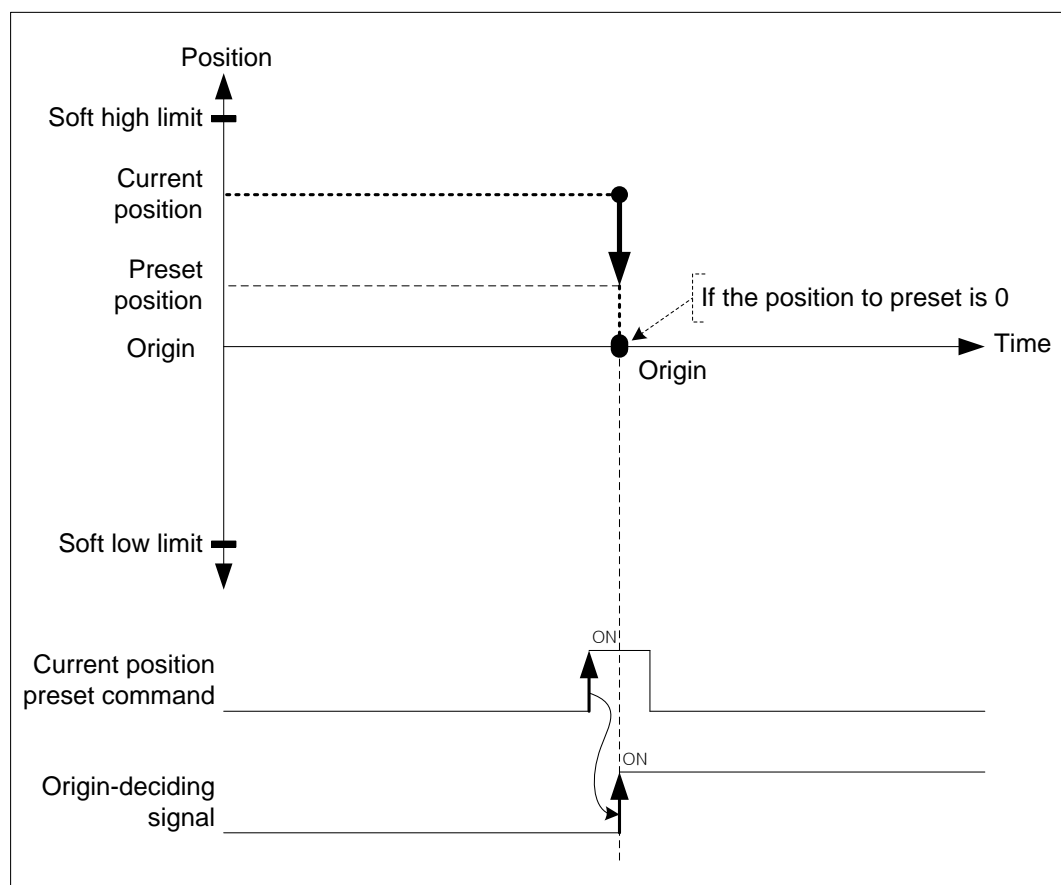 Position
Soft high limit
Current
position
Preset
position
If the position to preset is 0
Origin
Time
Origin
Soft low limit
ON
Current position
preset command
ON
Origin-deciding
signal